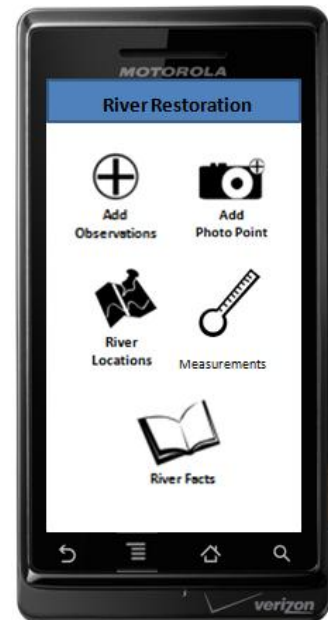 MOTOROLA
River Restoration
Add
Observations
Add
Photo Point
River
Locations
Measurements
River Facts
verizon